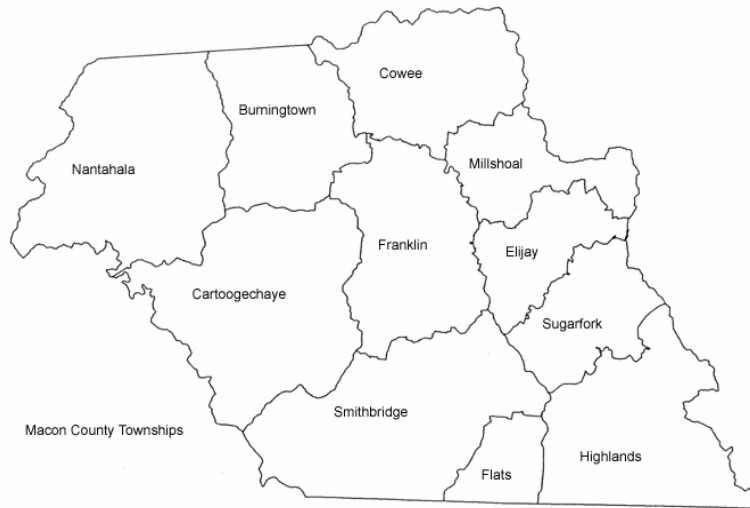 Cowee
Burningtown
Nantahala
Millshoal
Franklin
Elijay
Cartoogechaye
Sugarfork
Smithbridge
Macon County Townships
Highlands
Flats